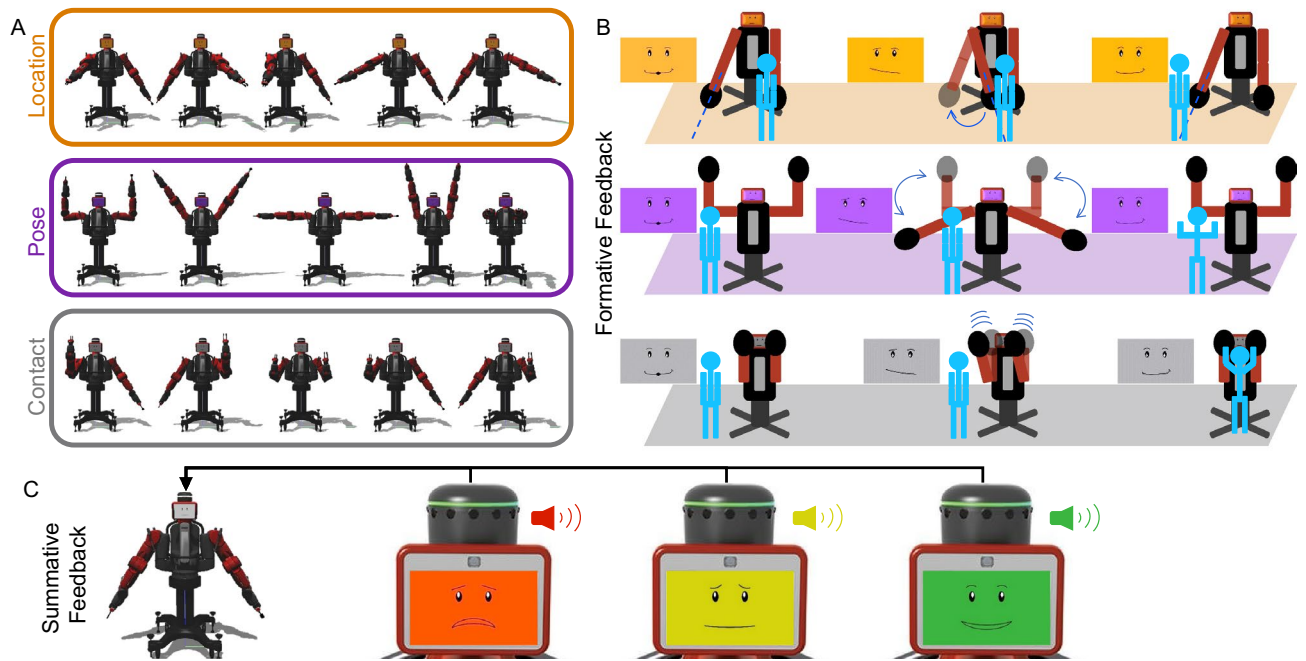 A
Location
Pose
Contact
B
Formative Feedback
C
Summative
Feedback